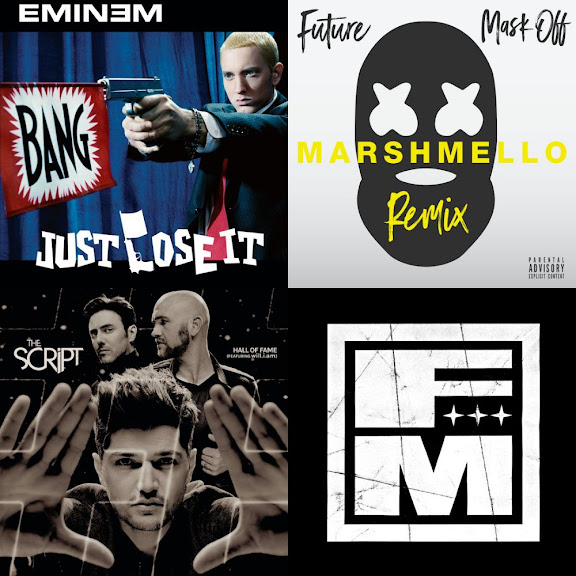 EMINEM
BANG
JUST LOSE IT
Future Mask Off
MARSHMELLO
Remix
PARENTAL
ADVISORY
EXPLICIT CONTENT
THE
SCRIPT
HALL OF FAME
(FEATURING will.i.am)
F
M